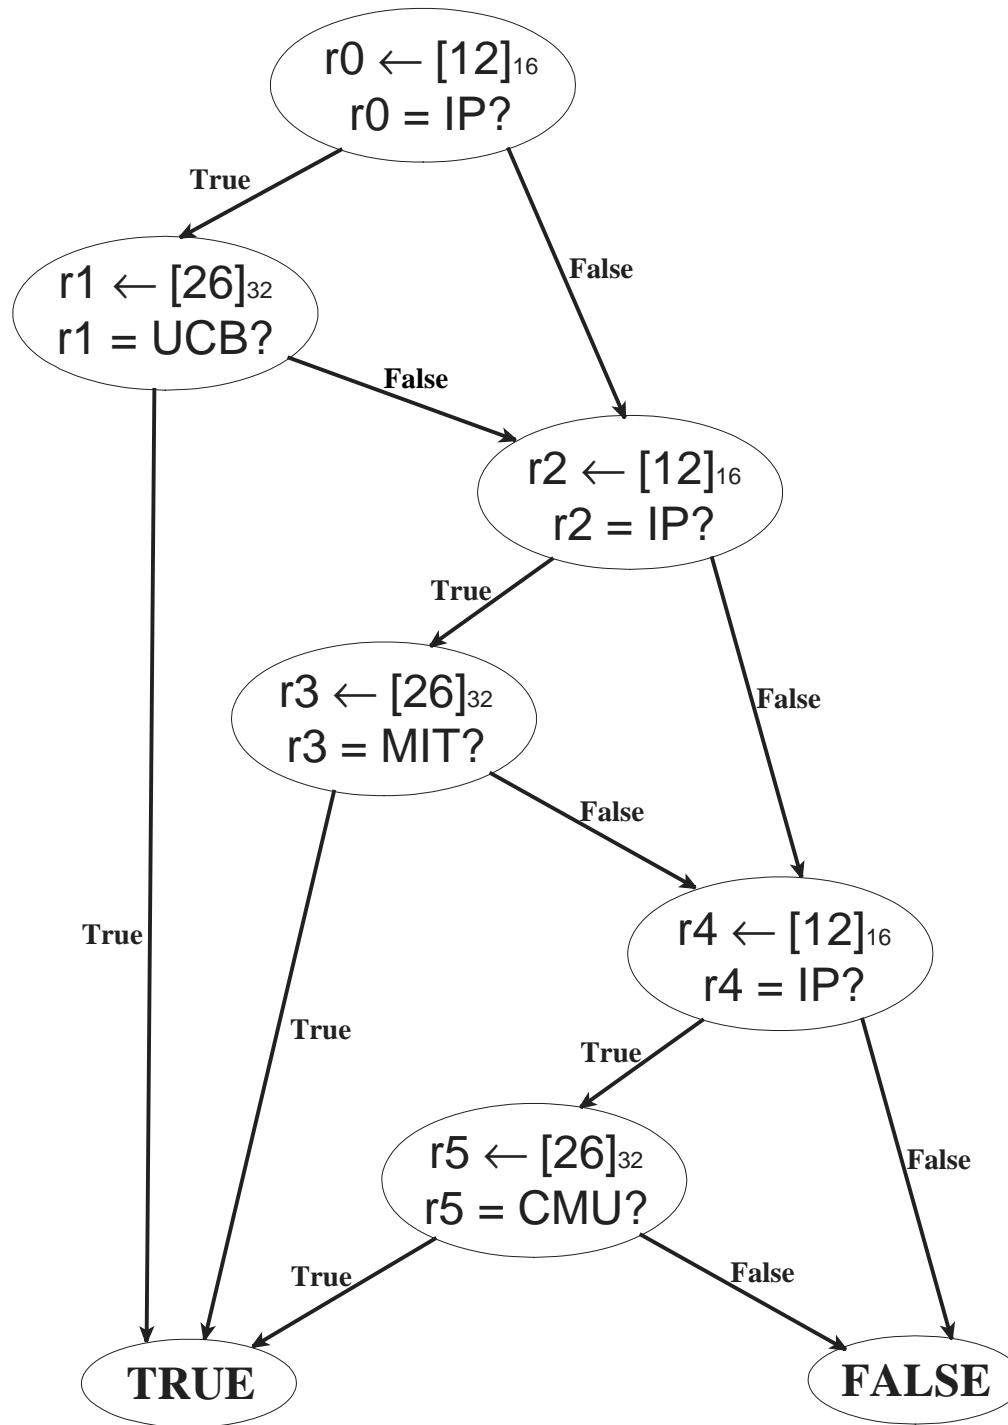 r0 ← [12]16
r0 = IP?
True
False
r1 ← [26]32
r1 = UCB?
False
r2 ← [12]16
r2 = IP?
True
False
r3 ← [26]32
r3 = MIT?
False
True
r4 ← [12]16
r4 = IP?
True
True
False
r5 ← [26]32
r5 = CMU?
True
False
TRUE
FALSE